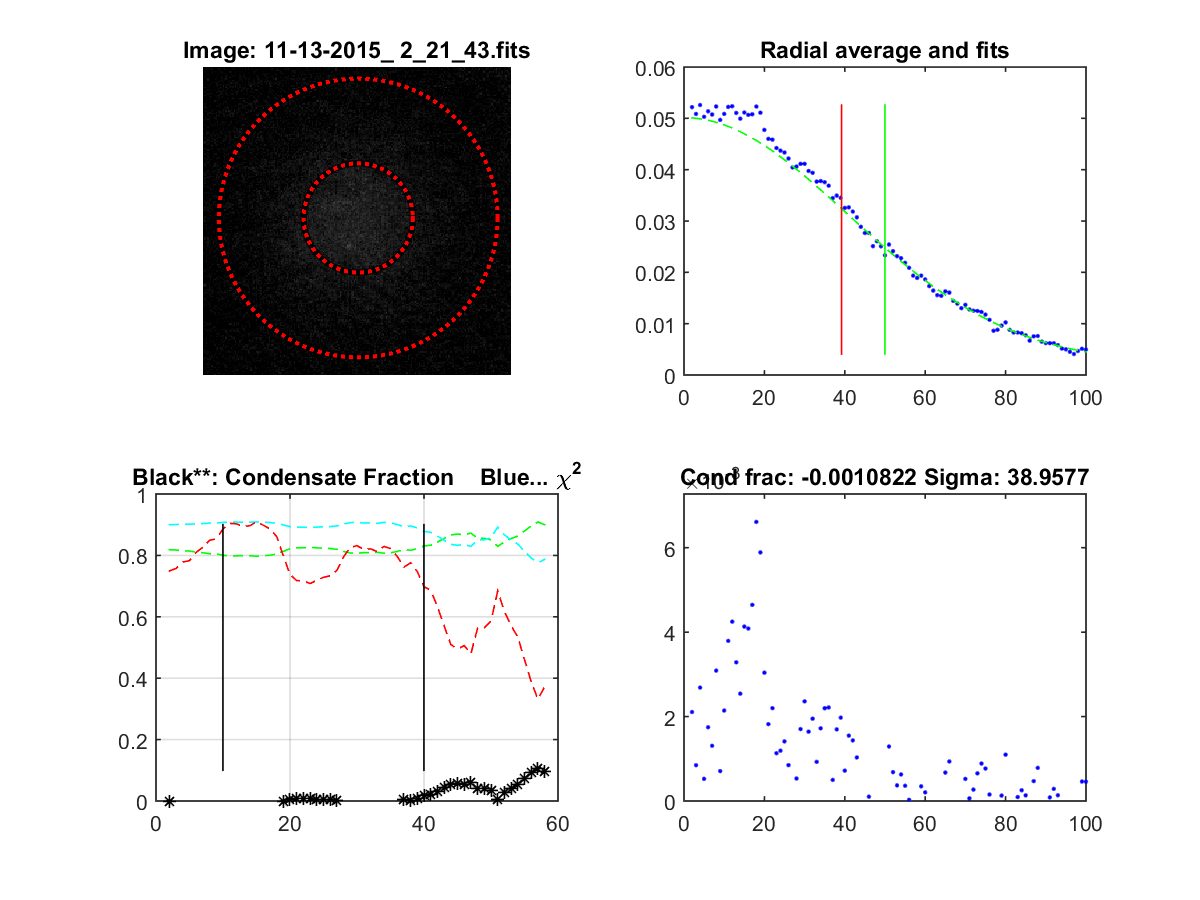 Image: 11-13-2015_ 2_21_43.fits
Radial average and fits
0.06
0.05
0.04
0.03
0.02
0.01
0
0 20 40 60 80 100
Black**: Condensate Fraction Blue... χ²
1
0.8
0.6
0.4
0.2
0
0 20 40 60
Cond frac: -0.0010822 Sigma: 38.9577
6
4
2
0
0 20 40 60 80 100